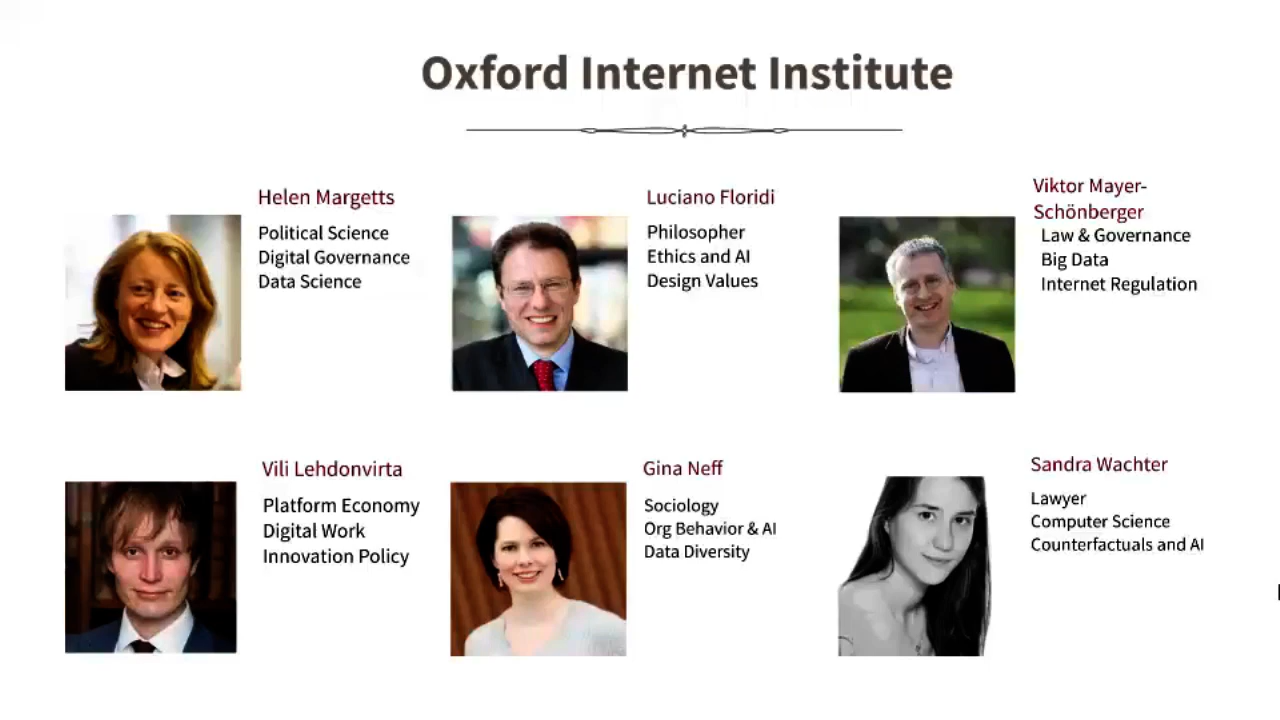 Oxford Internet Institute
Helen Margetts
Political Science
Digital Governance
Data Science
Luciano Floridi
Philosopher
Ethics and AI
Design Values
Viktor Mayer-
Schönberger
Law & Governance
Big Data
Internet Regulation
Vili Lehdonvirta
Platform Economy
Digital Work
Innovation Policy
Gina Neff
Sociology
Org Behavior & AI
Data Diversity
Sandra Wachter
Lawyer
Computer Science
Counterfactuals and AI